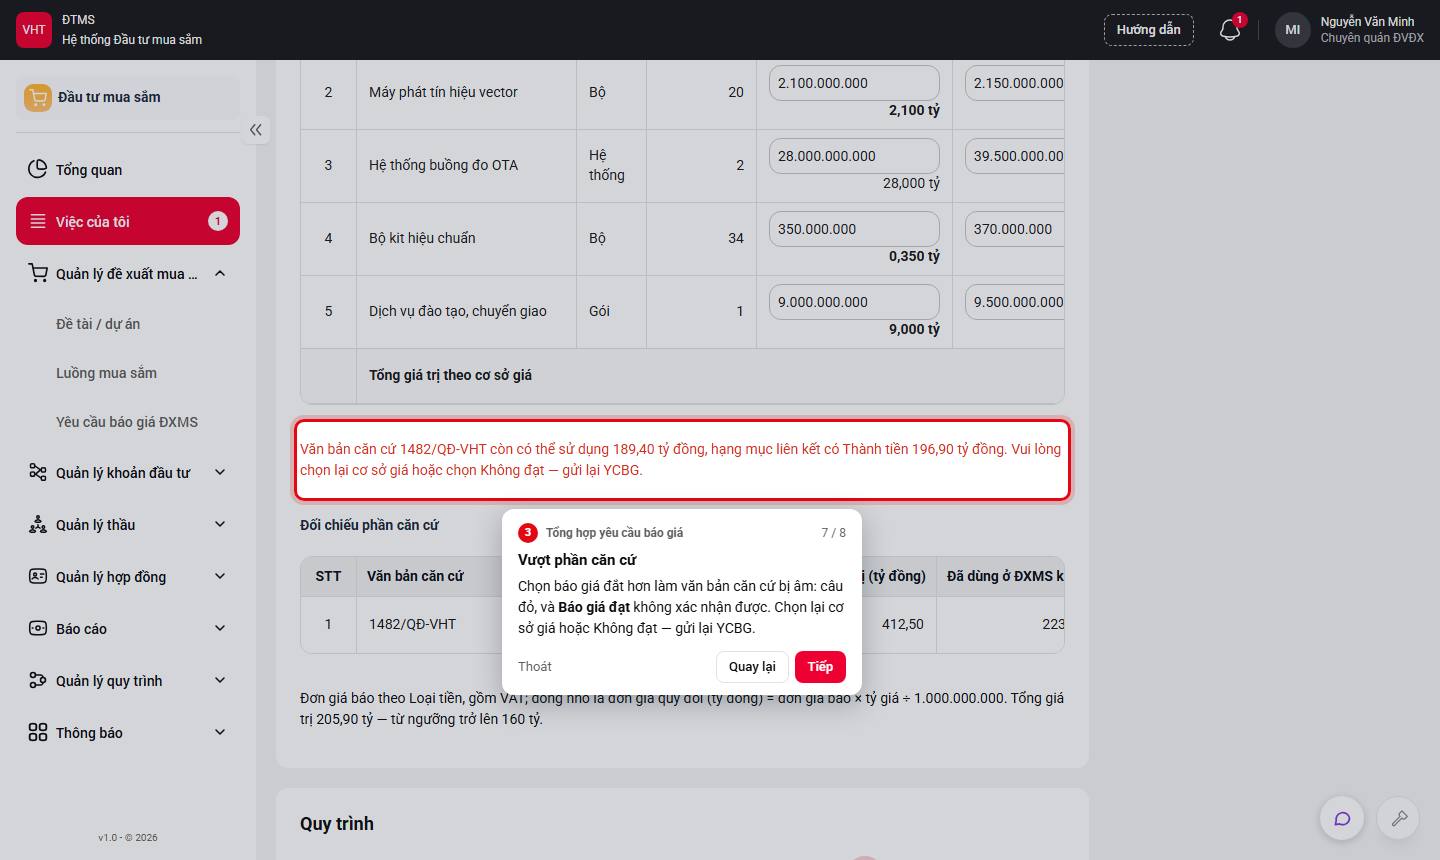 VHT
ĐTMS
Hệ thống Đầu tư mua sắm
Hướng dẫn
1
MI
Nguyễn Văn Minh
Chuyên quản ĐVĐX
Đầu tư mua sắm
Tổng quan
Việc của tôi
1
Quản lý đề xuất mua ...
Đề tài / dự án
Luồng mua sắm
Yêu cầu báo giá ĐXMS
Quản lý khoản đầu tư
Quản lý thầu
Quản lý hợp đồng
Báo cáo
Quản lý quy trình
Thông báo
v1.0 - © 2026
2 Máy phát tín hiệu vector Bộ 20 2.100.000.000 2.150.000.000
2,100 tỷ
3 Hệ thống buồng đo OTA Hệ thống 2 28.000.000.000 39.500.000.00
28,000 tỷ
4 Bộ kit hiệu chuẩn Bộ 34 350.000.000 370.000.000
0,350 tỷ
5 Dịch vụ đào tạo, chuyển giao Gói 1 9.000.000.000 9.500.000.000
9,000 tỷ
Tổng giá trị theo cơ sở giá
Văn bản căn cứ 1482/QĐ-VHT còn có thể sử dụng 189,40 tỷ đồng, hạng mục liên kết có Thành tiền 196,90 tỷ đồng. Vui lòng
chọn lại cơ sở giá hoặc chọn Không đạt — gửi lại YCBG.
Đối chiếu phần căn cứ
STT Văn bản căn cứ (tỷ đồng) Đã dùng ở ĐXMS k
1 1482/QĐ-VHT 412,50 223
3 Tổng hợp yêu cầu báo giá 7 / 8
Vượt phần căn cứ
Chọn báo giá đắt hơn làm văn bản căn cứ bị âm: câu
đỏ, và Báo giá đạt không xác nhận được. Chọn lại cơ
sở giá hoặc Không đạt — gửi lại YCBG.
Thoát
Quay lại
Tiếp
Đơn giá báo theo Loại tiền, gồm VAT; dòng nhỏ là đơn giá quy đổi (tỷ đồng) = đơn giá báo × tỷ giá ÷ 1.000.000.000. Tổng giá
trị 205,90 tỷ — từ ngưỡng trở lên 160 tỷ.
Quy trình